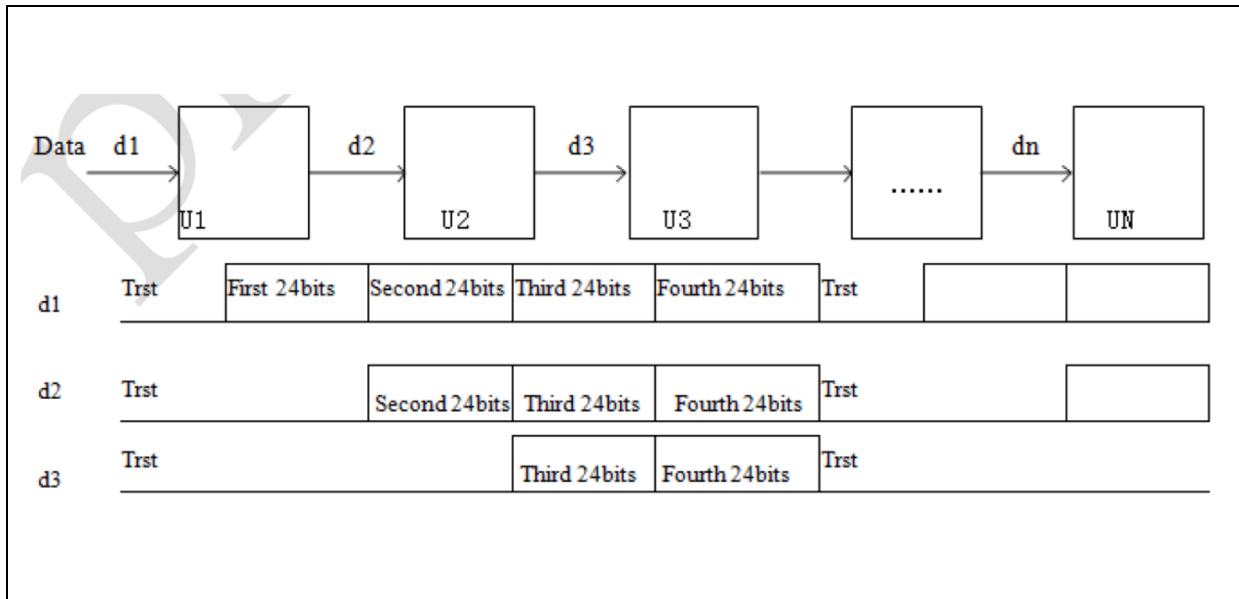 Data d1 d2 d3 dn
U1 U2 U3 ...... UN
d1 Trst First 24bits Second 24bits Third 24bits Fourth 24bits Trst
d2 Trst Second 24bits Third 24bits Fourth 24bits Trst
d3 Trst Third 24bits Fourth 24bits Trst